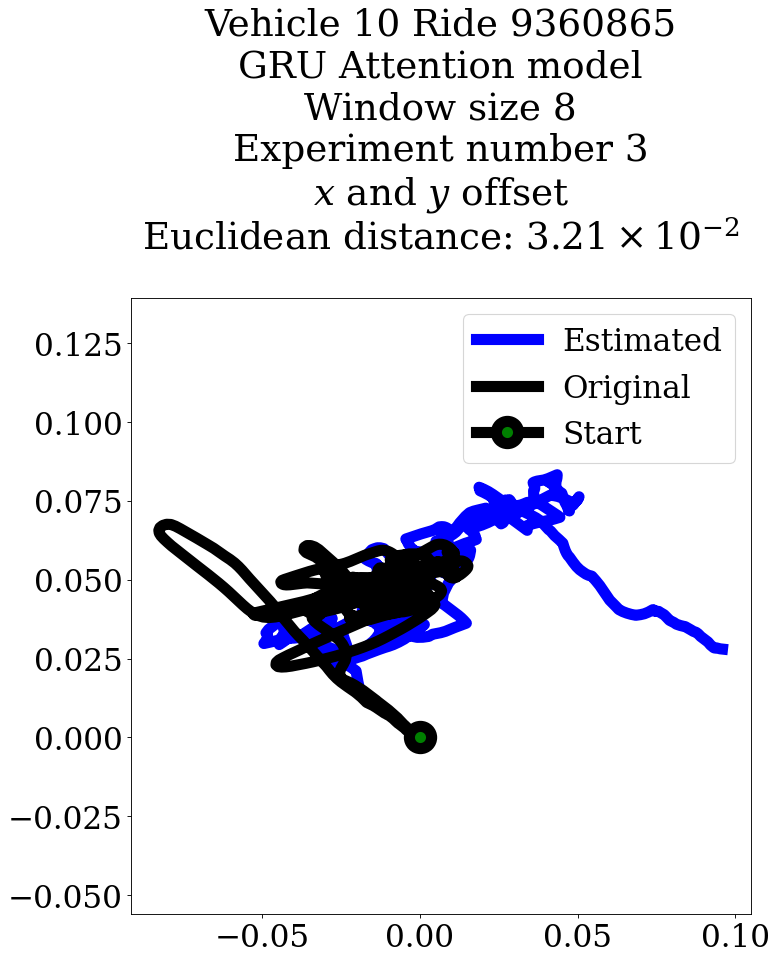 Vehicle 10 Ride 9360865
GRU Attention model
Window size 8
Experiment number 3
x and y offset
Euclidean distance: 3.21 × 10⁻²
Estimated
Original
Start
0.125
0.100
0.075
0.050
0.025
0.000
−0.025
−0.050
−0.05 0.00 0.05 0.10